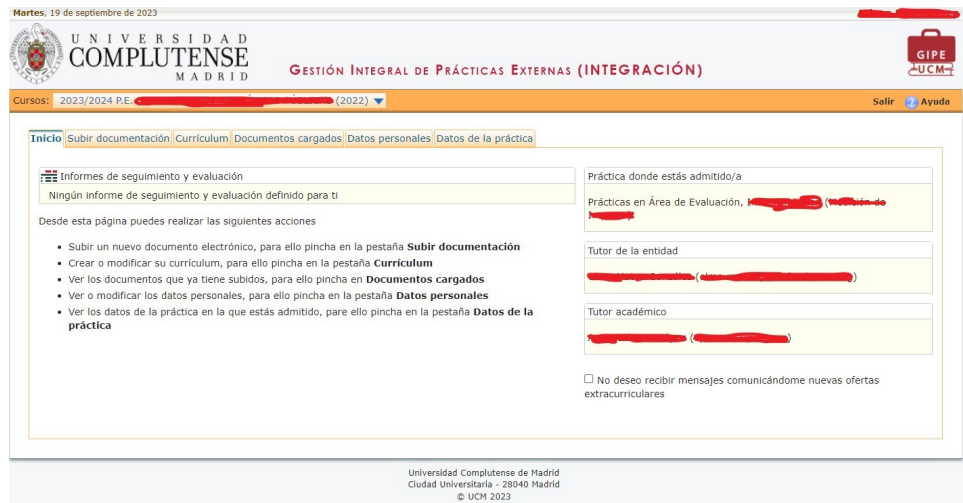 Martes, 19 de septiembre de 2023
UNIVERSIDAD
COMPLUTENSE
MADRID
GESTIÓN INTEGRAL DE PRÁCTICAS EXTERNAS (INTEGRACIÓN)
GIPE
UCM
Cursos: 2023/2024 P.E. (2022)
Salir Ayuda
Inicio Subir documentación Currículum Documentos cargados Datos personales Datos de la práctica
Informes de seguimiento y evaluación
Ningún informe de seguimiento y evaluación definido para ti
Desde esta página puedes realizar las siguientes acciones
• Subir un nuevo documento electrónico, para ello pincha en la pestaña Subir documentación
• Crear o modificar su currículum, para ello pincha en la pestaña Currículum
• Ver los documentos que ya tiene subidos, para ello pincha en Documentos cargados
• Ver o modificar los datos personales, para ello pincha en la pestaña Datos personales
• Ver los datos de la práctica en la que estás admitido, pare ello pincha en la pestaña Datos de la
práctica
Práctica donde estás admitido/a
Prácticas en Área de Evaluación,
Tutor de la entidad
Tutor académico
No deseo recibir mensajes comunicándome nuevas ofertas
extracurriculares
Universidad Complutense de Madrid
Ciudad Universitaria - 28040 Madrid
© UCM 2023